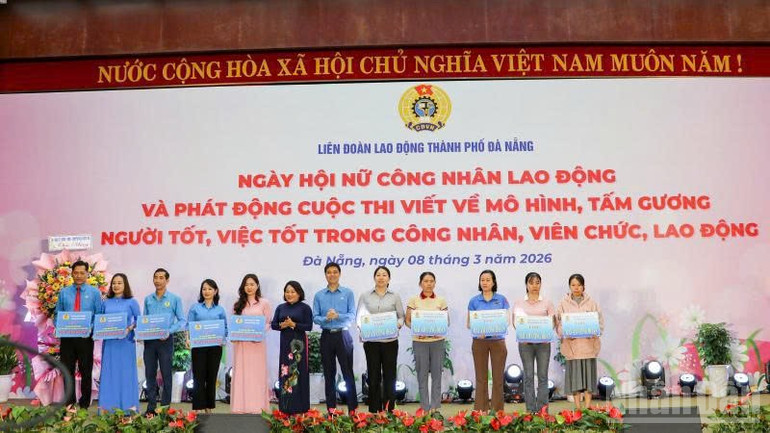 NƯỚC CỘNG HÒA XÃ HỘI CHỦ NGHĨA VIỆT NAM MUÔN NĂM !
LIÊN ĐOÀN LAO ĐỘNG THÀNH PHỐ ĐÀ NẴNG
NGÀY HỘI NỮ CÔNG NHÂN LAO ĐỘNG
VÀ PHÁT ĐỘNG CUỘC THI VIẾT VỀ MÔ HÌNH, TẤM GƯƠNG
NGƯỜI TỐT, VIỆC TỐT TRONG CÔNG NHÂN, VIÊN CHỨC, LAO ĐỘNG
Đà Nẵng, ngày 08 tháng 3 năm 2026
NhanDan